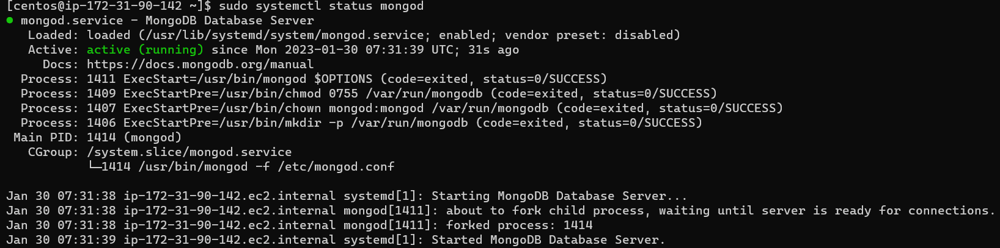 [centos@ip-172-31-90-142 ~]$ sudo systemctl status mongod
● mongod.service - MongoDB Database Server
   Loaded: loaded (/usr/lib/systemd/system/mongod.service; enabled; vendor preset: disabled)
   Active: active (running) since Mon 2023-01-30 07:31:39 UTC; 31s ago
     Docs: https://docs.mongodb.org/manual
  Process: 1411 ExecStart=/usr/bin/mongod $OPTIONS (code=exited, status=0/SUCCESS)
  Process: 1409 ExecStartPre=/usr/bin/chmod 0755 /var/run/mongodb (code=exited, status=0/SUCCESS)
  Process: 1407 ExecStartPre=/usr/bin/chown mongod:mongod /var/run/mongodb (code=exited, status=0/SUCCESS)
  Process: 1406 ExecStartPre=/usr/bin/mkdir -p /var/run/mongodb (code=exited, status=0/SUCCESS)
 Main PID: 1414 (mongod)
   CGroup: /system.slice/mongod.service
           └─1414 /usr/bin/mongod -f /etc/mongod.conf

Jan 30 07:31:38 ip-172-31-90-142.ec2.internal systemd[1]: Starting MongoDB Database Server...
Jan 30 07:31:38 ip-172-31-90-142.ec2.internal mongod[1411]: about to fork child process, waiting until server is ready for connections.
Jan 30 07:31:38 ip-172-31-90-142.ec2.internal mongod[1411]: forked process: 1414
Jan 30 07:31:39 ip-172-31-90-142.ec2.internal systemd[1]: Started MongoDB Database Server.